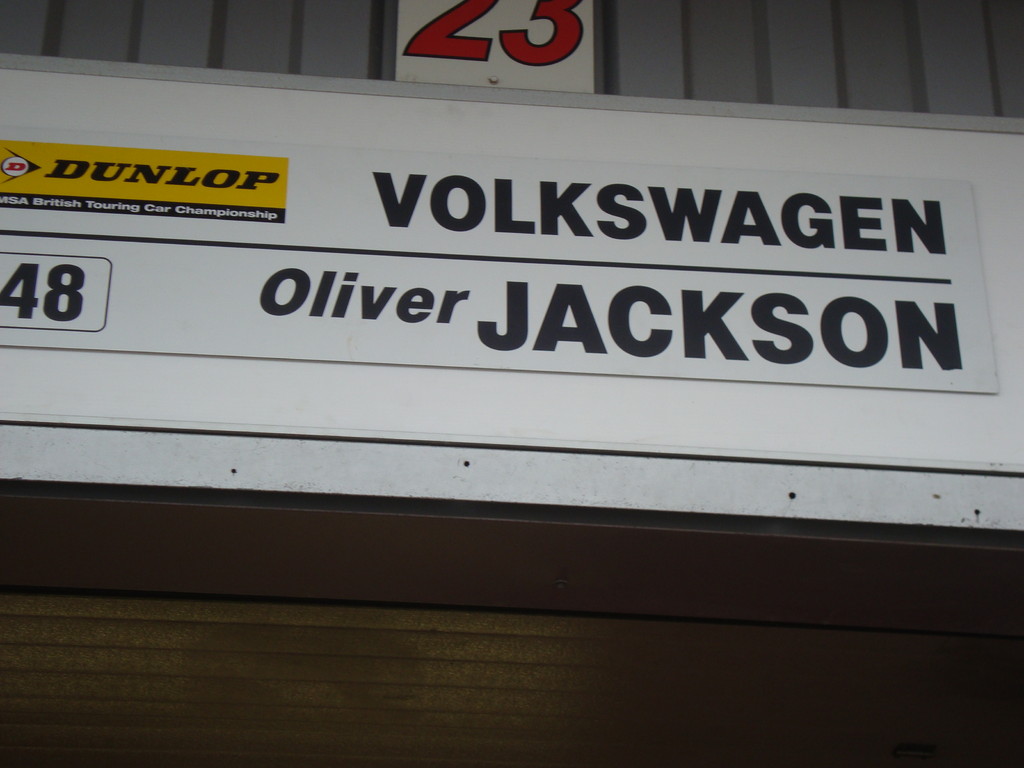 23
DUNLOP
MSA British Touring Car Championship
VOLKSWAGEN
48
Oliver JACKSON